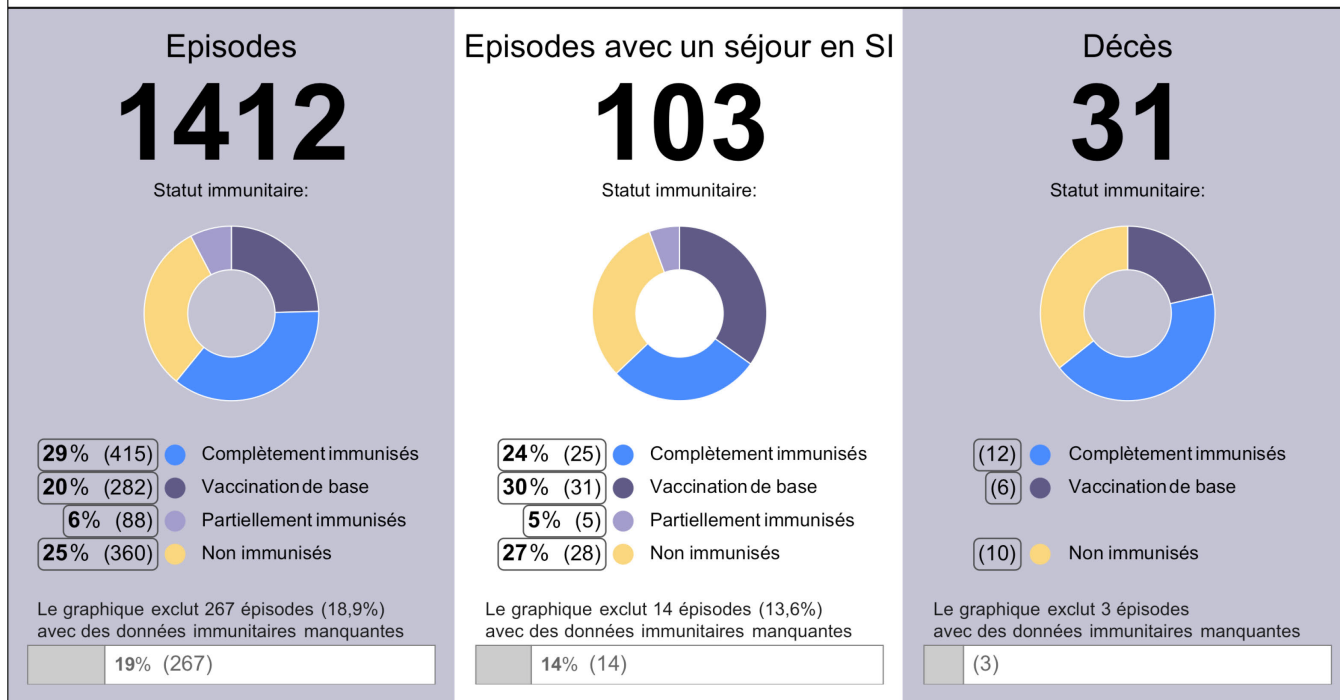 Episodes
1412
Statut immunitaire:
29% (415) Complètement immunisés
20% (282) Vaccination de base
6% (88) Partiellement immunisés
25% (360) Non immunisés
Le graphique exclut 267 épisodes (18,9%)
avec des données immunitaires manquantes
19% (267)
Episodes avec un séjour en SI
103
Statut immunitaire:
24% (25) Complètement immunisés
30% (31) Vaccination de base
5% (5) Partiellement immunisés
27% (28) Non immunisés
Le graphique exclut 14 épisodes (13,6%)
avec des données immunitaires manquantes
14% (14)
Décès
31
Statut immunitaire:
(12) Complètement immunisés
(6) Vaccination de base
(10) Non immunisés
Le graphique exclut 3 épisodes
avec des données immunitaires manquantes
(3)